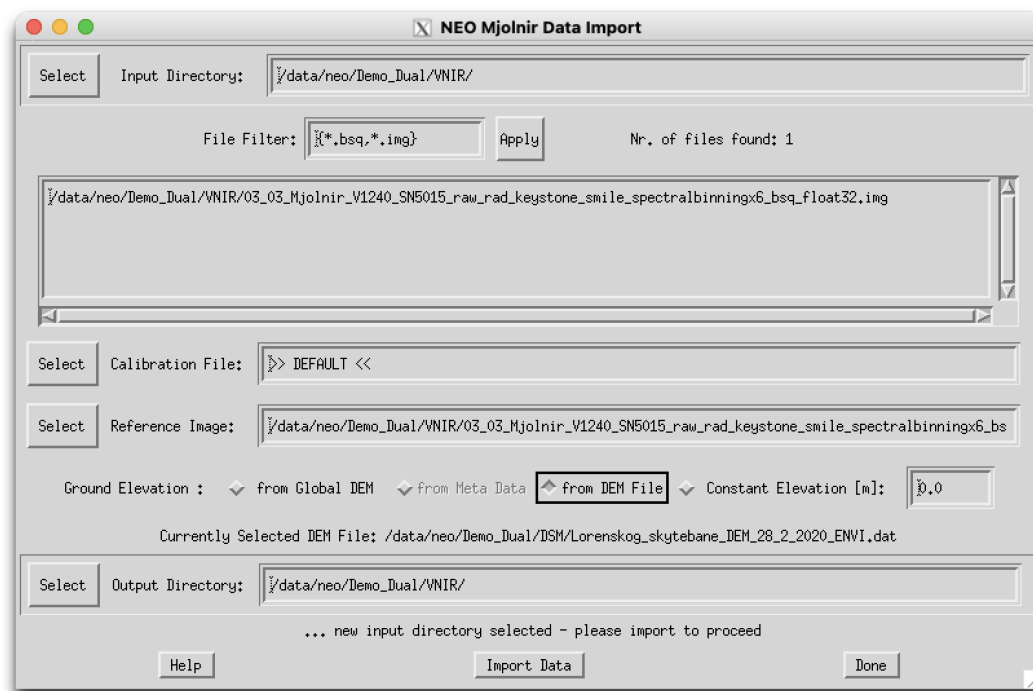 NEO Mjolnir Data Import
Select Input Directory: /data/neo/Demo_Dual/VNIR/
File Filter: {*.bsq,*.img} Apply Nr. of files found: 1
/data/neo/Demo_Dual/VNIR/03_03_Mjolnir_V1240_SN5015_raw_rad_keystone_smile_spectralbinningx6_bsq_float32.img
Select Calibration File: >> DEFAULT <<
Select Reference Image: /data/neo/Demo_Dual/VNIR/03_03_Mjolnir_V1240_SN5015_raw_rad_keystone_smile_spectralbinningx6_bs
Ground Elevation : from Global DEM from Meta Data from DEM File Constant Elevation [m]: 0.0
Currently Selected DEM File: /data/neo/Demo_Dual/DSM/Lorenskog_skytebane_DEM_28_2_2020_ENVI.dat
Select Output Directory: /data/neo/Demo_Dual/VNIR/
... new input directory selected - please import to proceed
Help Import Data Done